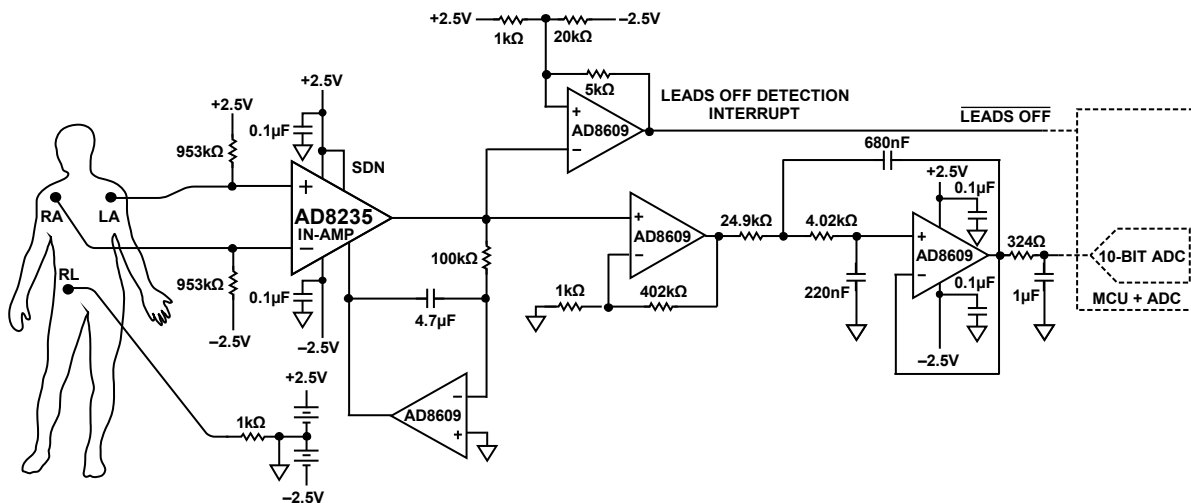 +2.5V
–2.5V
1kΩ
20kΩ
5kΩ
+
AD8609
–
LEADS OFF DETECTION
INTERRUPT
LEADS OFF
+2.5V
+2.5V
0.1µF
953kΩ
SDN
RA
LA
+
AD8235
IN-AMP
–
RL
953kΩ
–2.5V
0.1µF
–2.5V
100kΩ
4.7µF
–
AD8609
+
+2.5V
1kΩ
–2.5V
+
AD8609
–
1kΩ
402kΩ
24.9kΩ
4.02kΩ
680nF
220nF
+2.5V
0.1µF
+
AD8609
–
0.1µF
–2.5V
324Ω
1µF
10-BIT ADC
MCU + ADC